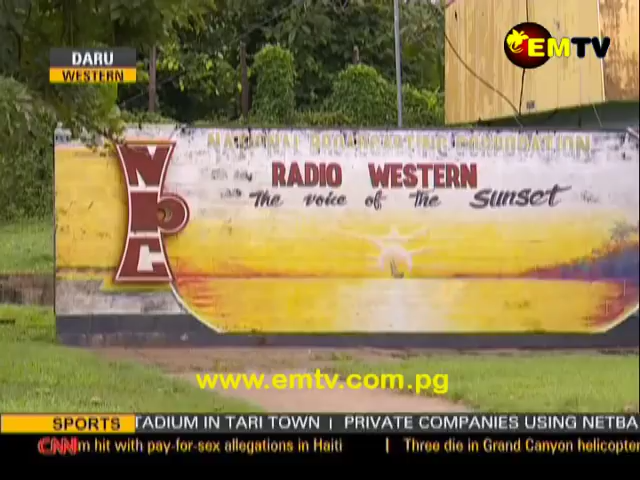 DARU
WESTERN
EMTV
NATIONAL BROADCASTING CORPORATION
RADIO WESTERN
The voice of The Sunset
NBC
www.emtv.com.pg
SPORTS TADIUM IN TARI TOWN | PRIVATE COMPANIES USING NETBA
CNN m hit with pay-for-sex allegations in Haiti | Three die in Grand Canyon helicopter